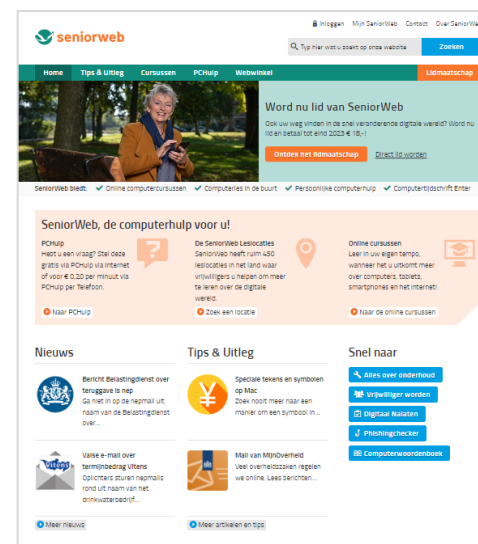 Inloggen Mijn SeniorWeb Contact Over SeniorWe
seniorweb
Typ hier wat u zoekt op onze website Zoeken
Home Tips & Uitleg Cursussen PCHulp Webwinkel Lidmaatschap
Word nu lid van SeniorWeb
Ook uw weg vinden in de snel veranderende digitale wereld? Word nu
lid en betaal tot eind 2023 € 18,-!
Ontdek het lidmaatschap Direct lid worden
SeniorWeb biedt: Online computercursussen Computerles in de buurt Persoonlijke computerhulp Computertijdschrift Enter
SeniorWeb, de computerhulp voor u!
PCHulp
Hebt u een vraag? Stel deze
gratis via PCHulp via Internet
of voor € 0,20 per minuut via
PCHulp per Telefoon.
Naar PCHulp
De SeniorWeb Leslocaties
SeniorWeb heeft ruim 450
leslocaties in het land waar
vrijwilligers u helpen om meer
te leren over de digitale
wereld.
Zoek een locatie
Online cursussen
Leer in uw eigen tempo,
wanneer het u uitkomt meer
over computers, tablets,
smartphones en het internet!
Naar de online cursussen
Nieuws
Bericht Belastingdienst over
teruggave is nep
Ga niet in op de nepmail uit
naam van de Belastingdienst
over...
Vitens
Valse e-mail over
termijnbedrag Vitens
Oplichters sturen nepmails
rond uit naam van het
drinkwaterbedrijf...
Meer nieuws
Tips & Uitleg
Speciale tekens en symbolen
op Mac
Zoek nooit meer naar een
manier om een symbool in...
Mail van MijnOverheid
Veel overheidszaken regelen
we online. Lees berichten...
Meer artikelen en tips
Snel naar
Alles over onderhoud
Vrijwilliger worden
Digitaal Nalaten
Phishingchecker
Computerwoordenboek